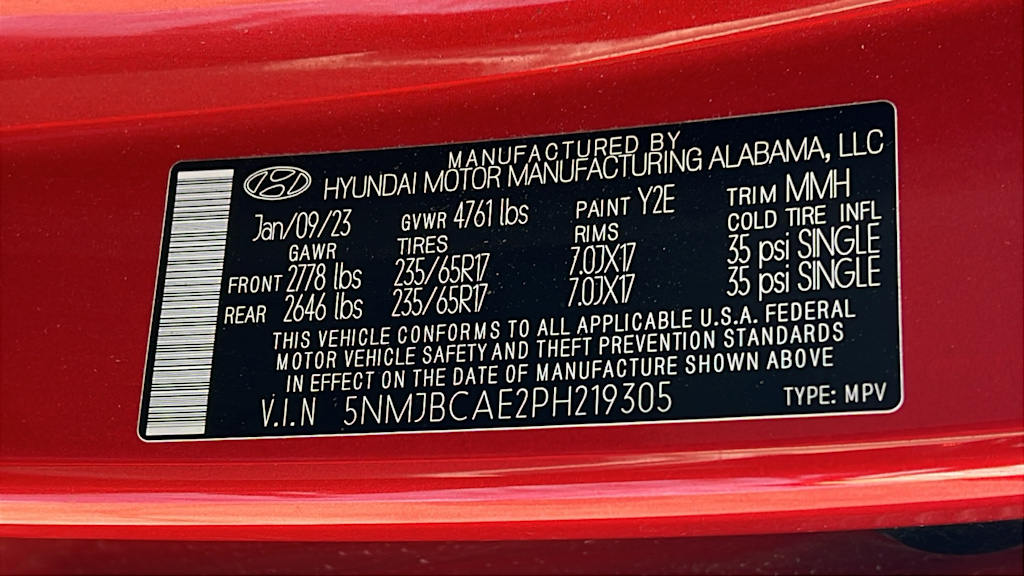 MANUFACTURED BY
HYUNDAI MOTOR MANUFACTURING ALABAMA, LLC
Jan/09/23 GVWR 4761 lbs PAINT Y2E TRIM MMH
GAWR TIRES RIMS COLD TIRE INFL
FRONT 2778 lbs 235/65R17 7.0JX17 35 psi SINGLE
REAR 2646 lbs 235/65R17 7.0JX17 35 psi SINGLE
THIS VEHICLE CONFORMS TO ALL APPLICABLE U.S.A. FEDERAL
MOTOR VEHICLE SAFETY AND THEFT PREVENTION STANDARDS
IN EFFECT ON THE DATE OF MANUFACTURE SHOWN ABOVE
V.I.N 5NMJBCAE2PH219305 TYPE: MPV